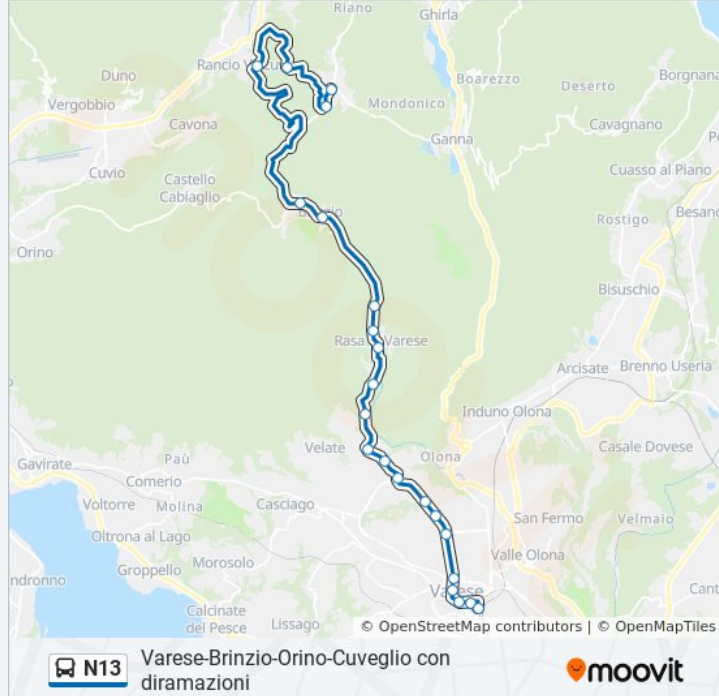 Riano
Ghirla
Rancio V
Duno
Boarezzo
Borgnana
Vergobbio
Deserto
Mondonico
Cavona
Cavagnano
Ganna
Cuvio
Cuasso al Piano
Castello
Cabiaglio
Rostigo
Besano
Orino
Bisuschio
Rasa Varese
Arcisate
Brenno Useria
Induno Olona
Velate
Olona
Casale Dovese
Gavirate
Paù
Comerio
Voltorre
Molina
Casciago
San Fermo
Velmaio
Oltrona al Lago
Groppello
Morosolo
Valle Olona
ndronno
Cant
Calcinate
del Pesce
Lissago
© OpenStreetMap contributors | © OpenMapTiles
N13
Varese-Brinzio-Orino-Cuveglio con
diramazioni
moovit